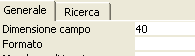 Generale Ricerca
Dimensione campo 40
Formato